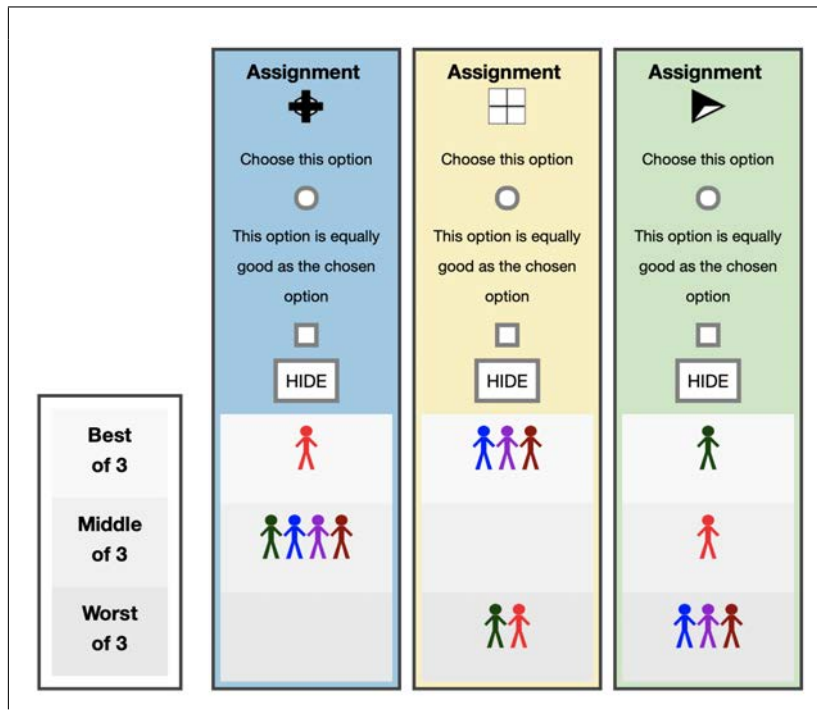 Assignment
Choose this option
This option is equally
good as the chosen
option
HIDE
Assignment
Choose this option
This option is equally
good as the chosen
option
HIDE
Assignment
Choose this option
This option is equally
good as the chosen
option
HIDE
Best
of 3
Middle
of 3
Worst
of 3